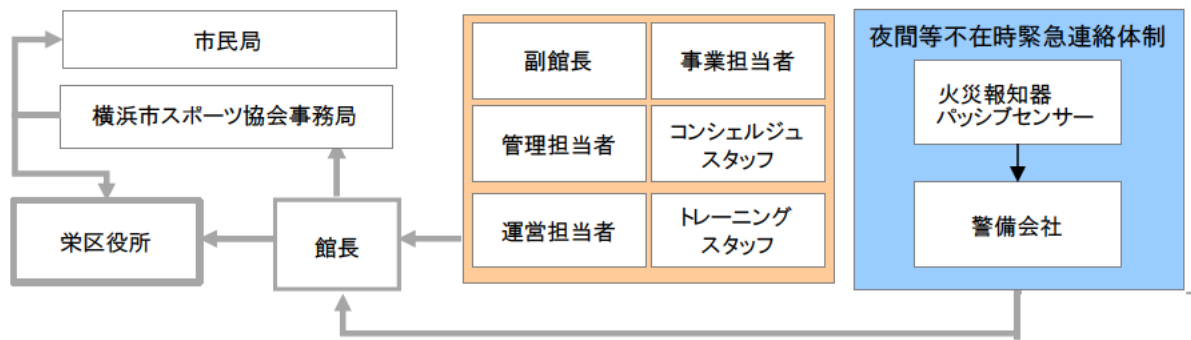 市民局
横浜市スポーツ協会事務局
栄区役所
館長
副館長
事業担当者
管理担当者
コンシェルジュ
スタッフ
運営担当者
トレーニング
スタッフ
夜間等不在時緊急連絡体制
火災報知器
パッシブセンサー
警備会社